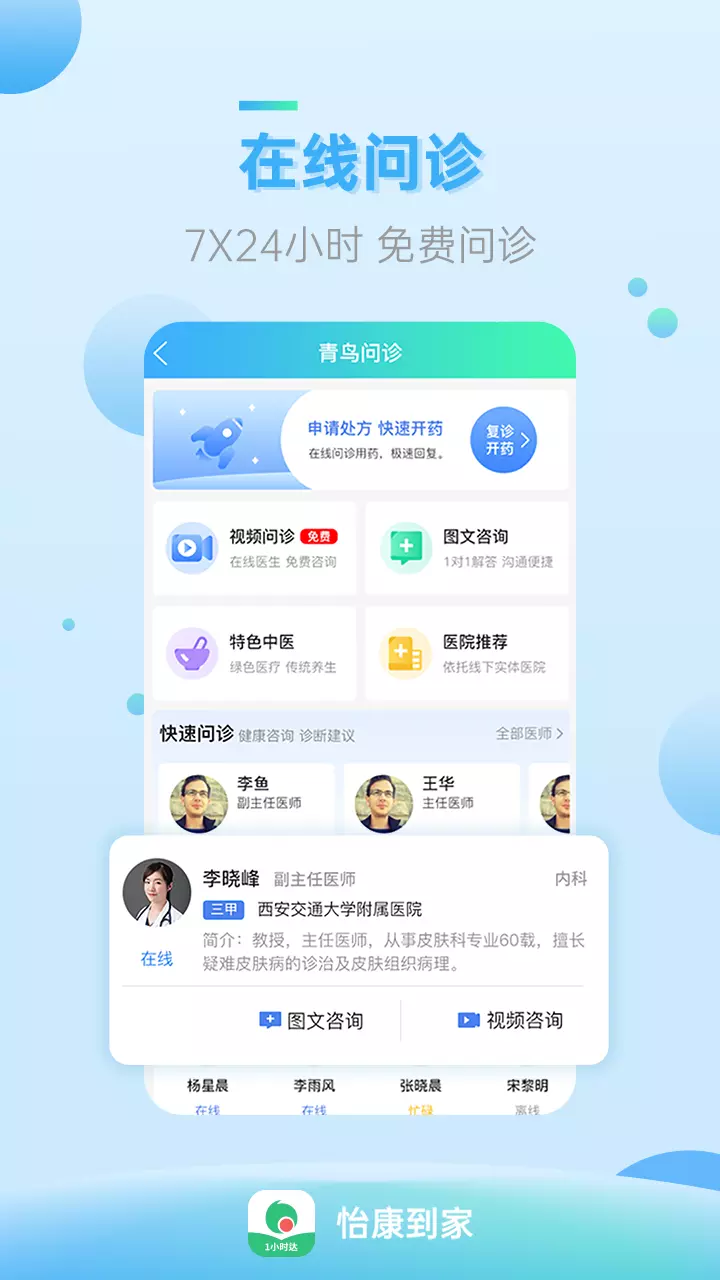 在线问诊
7X24小时 免费问诊
青鸟问诊
申请处方 快速开药
在线问诊用药，极速回复。
复诊
开药
视频问诊 免费
在线医生 免费咨询
图文咨询
1对1解答 沟通便捷
特色中医
绿色医疗 传统养生
医院推荐
依托线下实体医院
快速问诊 健康咨询 诊断建议 全部医师
李鱼
副主任医师
王华
主任医师
李晓峰 副主任医师 内科
三甲 西安交通大学附属医院
简介：教授，主任医师，从事皮肤科专业60载，擅长
疑难皮肤病的诊治及皮肤组织病理。
在线
图文咨询 视频咨询
杨星晨 李雨风 张晓晨 宋黎明
在线 在线 忙碌 离线
1小时达
怡康到家